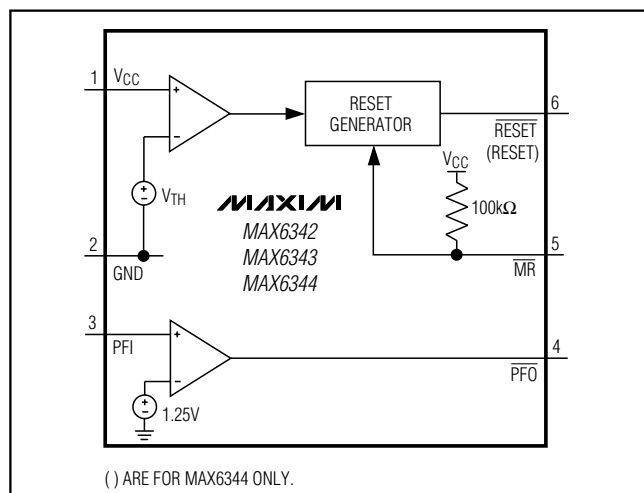 1 VCC
+
−
RESET
GENERATOR
6
RESET
(RESET)
VCC
+
−
VTH
MAXIM
100kΩ
MAX6342
MAX6343
MAX6344
2
GND
5
MR
3
PFI
+
−
4
PFO
+
−
1.25V
( ) ARE FOR MAX6344 ONLY.